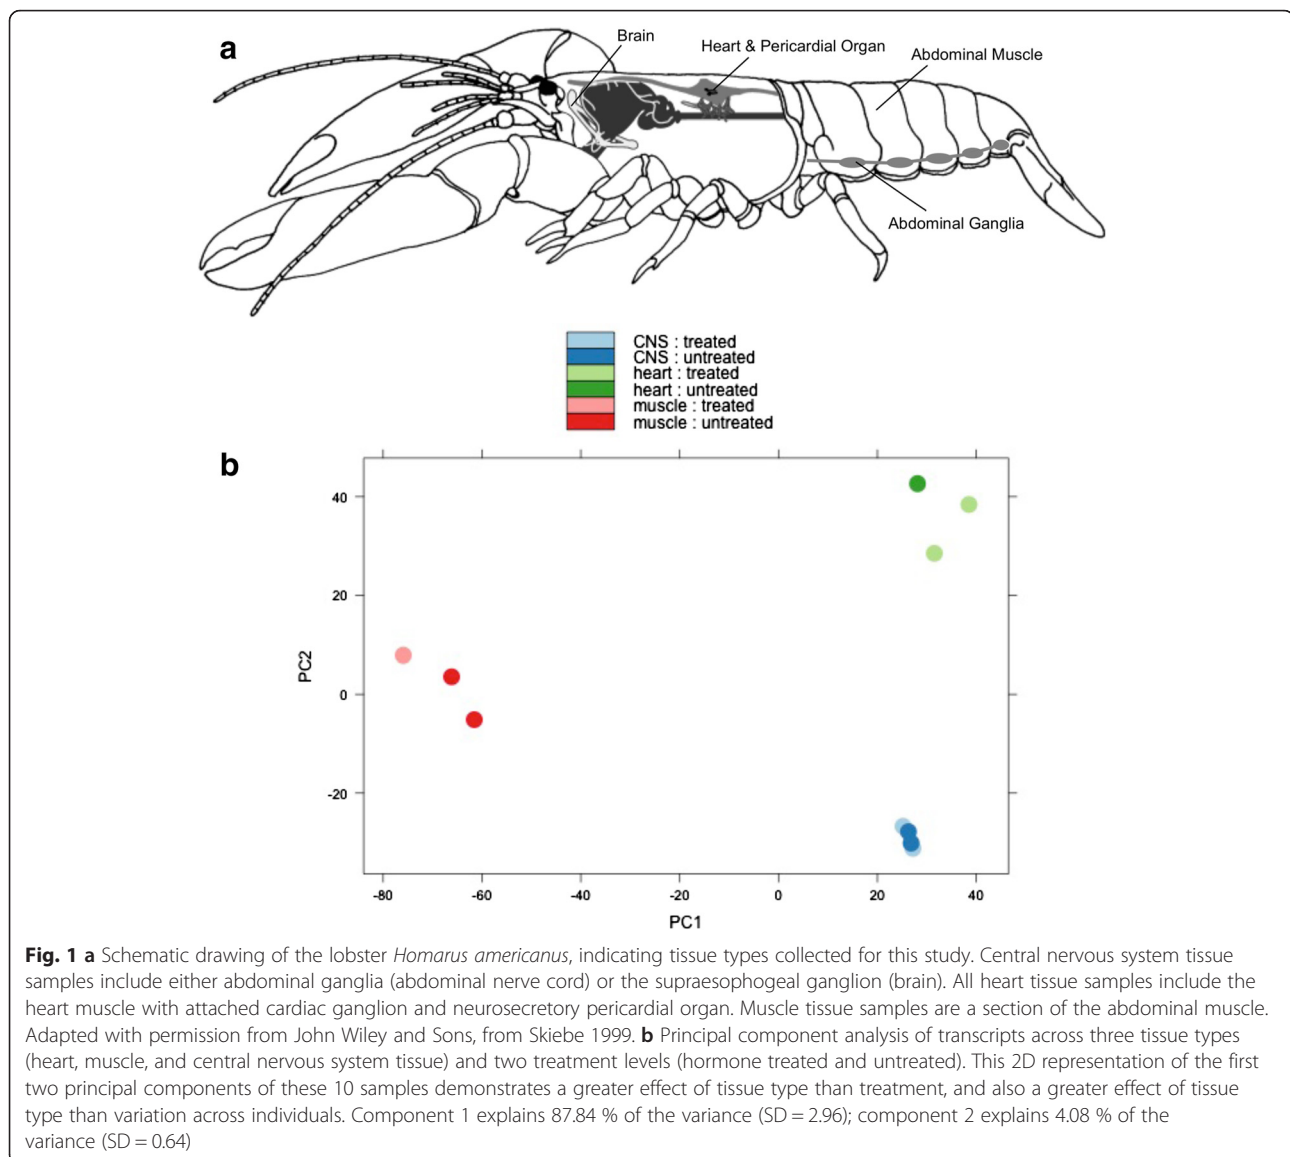 a
Brain
Heart & Pericardial Organ
Abdominal Muscle
Abdominal Ganglia
CNS : treated
CNS : untreated
heart : treated
heart : untreated
muscle : treated
muscle : untreated
b
40
20
0
-20
PC2
-80 -60 -40 -20 0 20 40
PC1
Fig. 1 a Schematic drawing of the lobster Homarus americanus, indicating tissue types collected for this study. Central nervous system tissue
samples include either abdominal ganglia (abdominal nerve cord) or the supraesophogeal ganglion (brain). All heart tissue samples include the
heart muscle with attached cardiac ganglion and neurosecretory pericardial organ. Muscle tissue samples are a section of the abdominal muscle.
Adapted with permission from John Wiley and Sons, from Skiebe 1999. b Principal component analysis of transcripts across three tissue types
(heart, muscle, and central nervous system tissue) and two treatment levels (hormone treated and untreated). This 2D representation of the first
two principal components of these 10 samples demonstrates a greater effect of tissue type than treatment, and also a greater effect of tissue
type than variation across individuals. Component 1 explains 87.84 % of the variance (SD = 2.96); component 2 explains 4.08 % of the
variance (SD = 0.64)